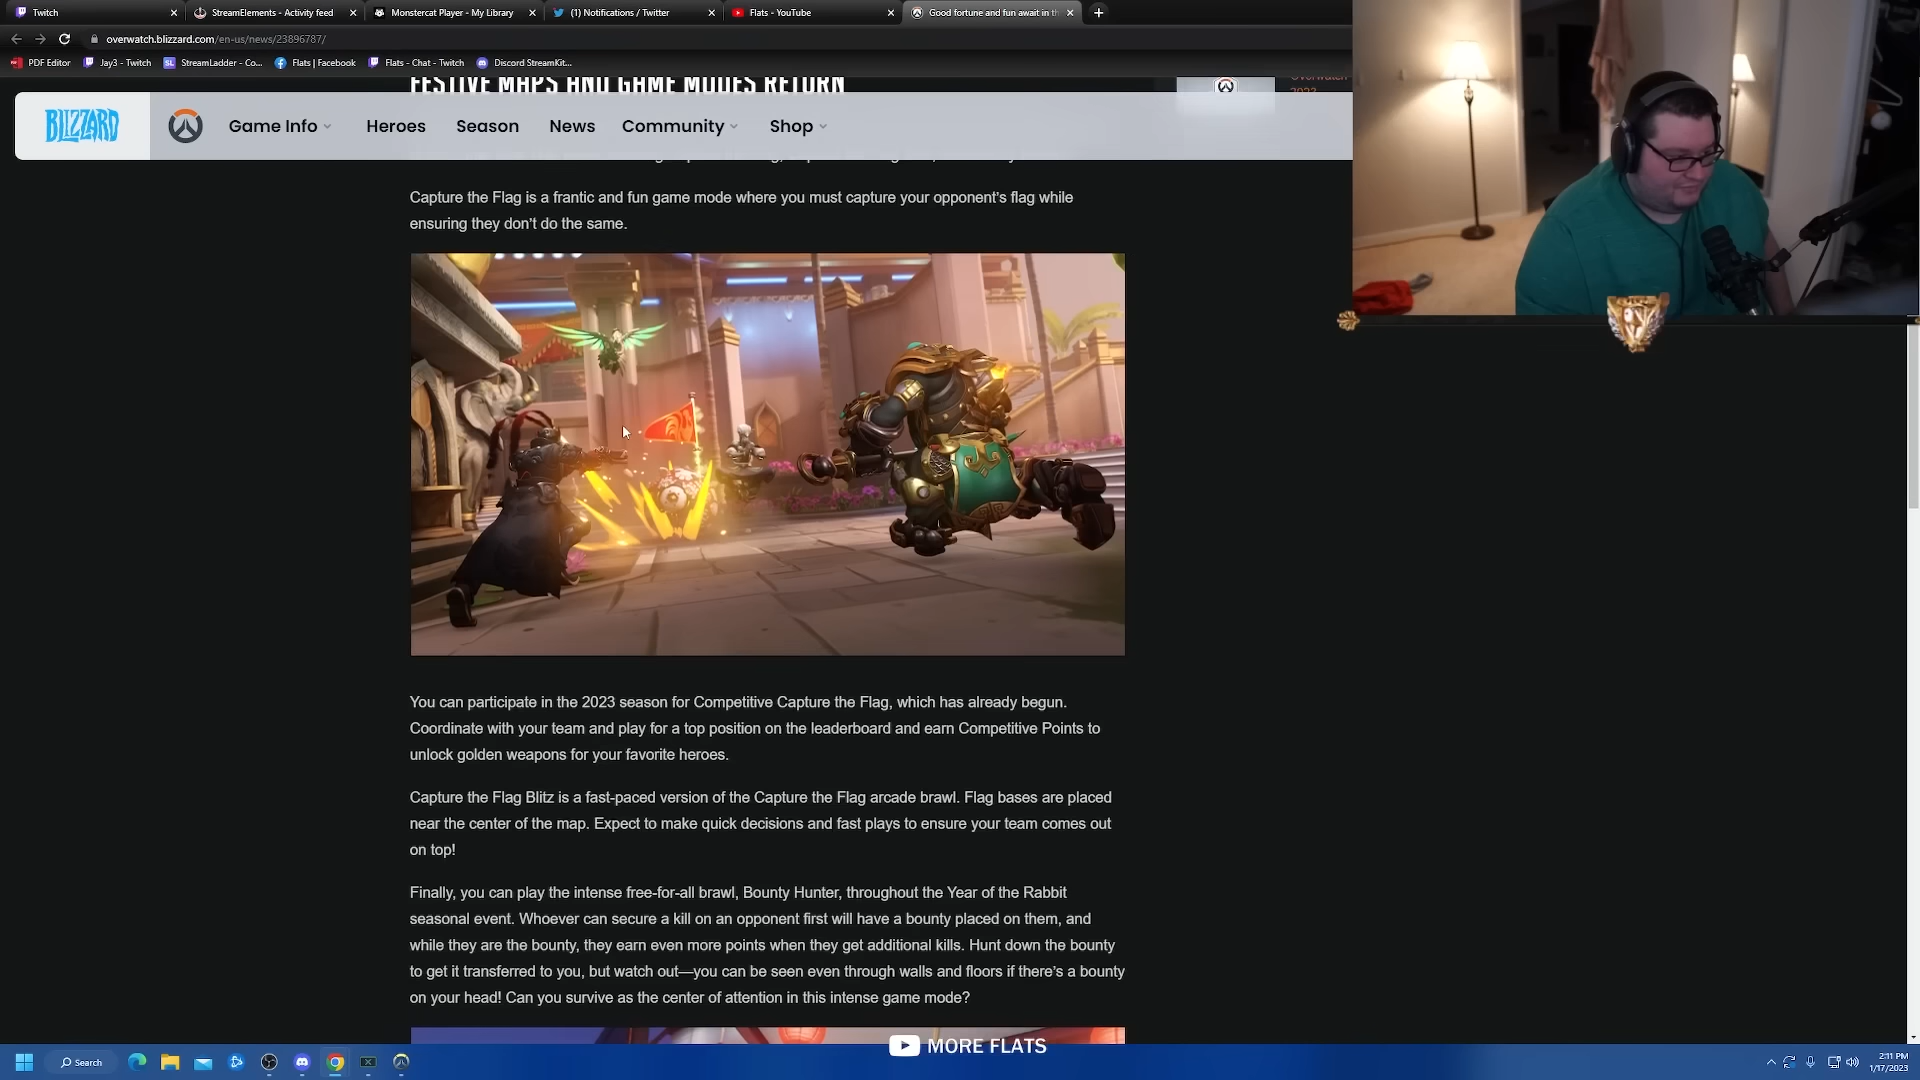 Twitch
StreamElements - Activity feed
Monstercat Player - My Library
(1) Notifications / Twitter
Flats - YouTube
Good fortune and fun await in th
overwatch.blizzard.com/en-us/news/23896787/
PDF Editor
Jay3 - Twitch
StreamLadder - Co...
Flats | Facebook
Flats - Chat - Twitch
Discord StreamKit...
FESTIVE MAPS AND GAME MODES RETURN
Overwatch
2023
BLIZZARD
Game Info
Heroes
Season
News
Community
Shop
Capture the Flag is a frantic and fun game mode where you must capture your opponent's flag while
ensuring they don't do the same.
You can participate in the 2023 season for Competitive Capture the Flag, which has already begun.
Coordinate with your team and play for a top position on the leaderboard and earn Competitive Points to
unlock golden weapons for your favorite heroes.
Capture the Flag Blitz is a fast-paced version of the Capture the Flag arcade brawl. Flag bases are placed
near the center of the map. Expect to make quick decisions and fast plays to ensure your team comes out
on top!
Finally, you can play the intense free-for-all brawl, Bounty Hunter, throughout the Year of the Rabbit
seasonal event. Whoever can secure a kill on an opponent first will have a bounty placed on them, and
while they are the bounty, they earn even more points when they get additional kills. Hunt down the bounty
to get it transferred to you, but watch out—you can be seen even through walls and floors if there's a bounty
on your head! Can you survive as the center of attention in this intense game mode?
MORE FLATS
Search
2:11 PM
1/17/2023